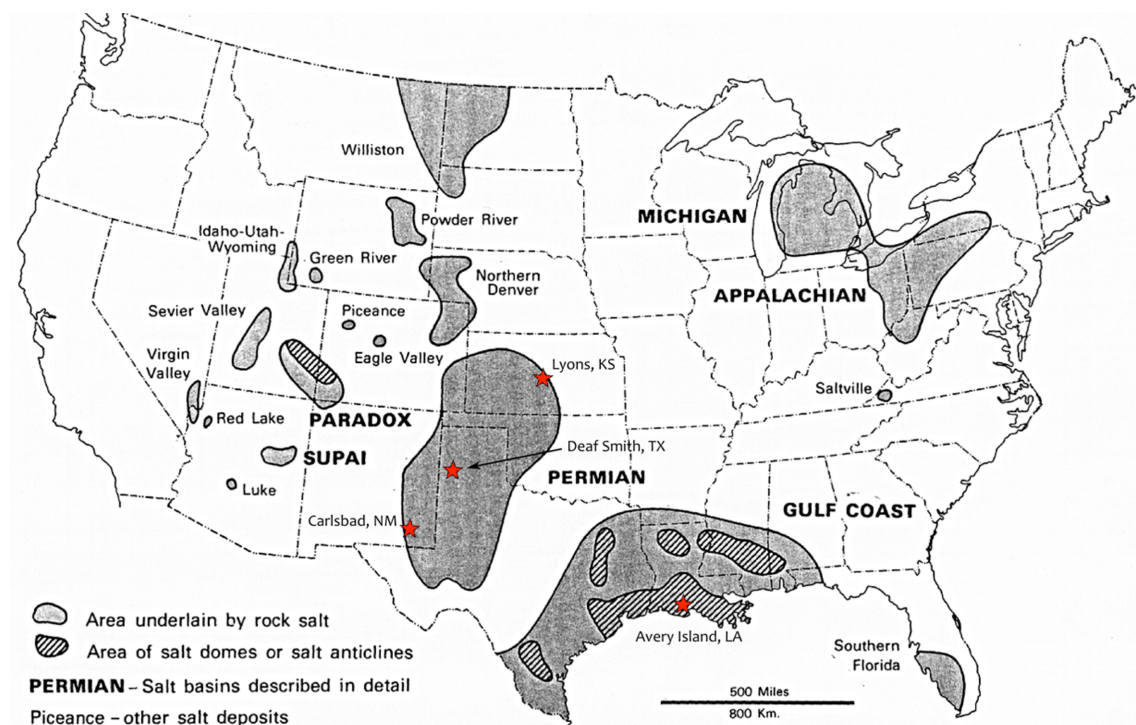 Williston
Powder River
MICHIGAN
Idaho-Utah-
Wyoming
Green River
Northern
Denver
APPALACHIAN
Sevier Valley
Piceance
Eagle Valley
Virgin
Valley
Lyons, KS
Saltville
Red Lake
PARADOX
Deaf Smith, TX
SUPAI
PERMIAN
Luke
GULF COAST
Carlsbad, NM
Avery Island, LA
Southern
Florida
Area underlain by rock salt
Area of salt domes or salt anticlines
PERMIAN – Salt basins described in detail
Piceance – other salt deposits
500 Miles
800 Km.